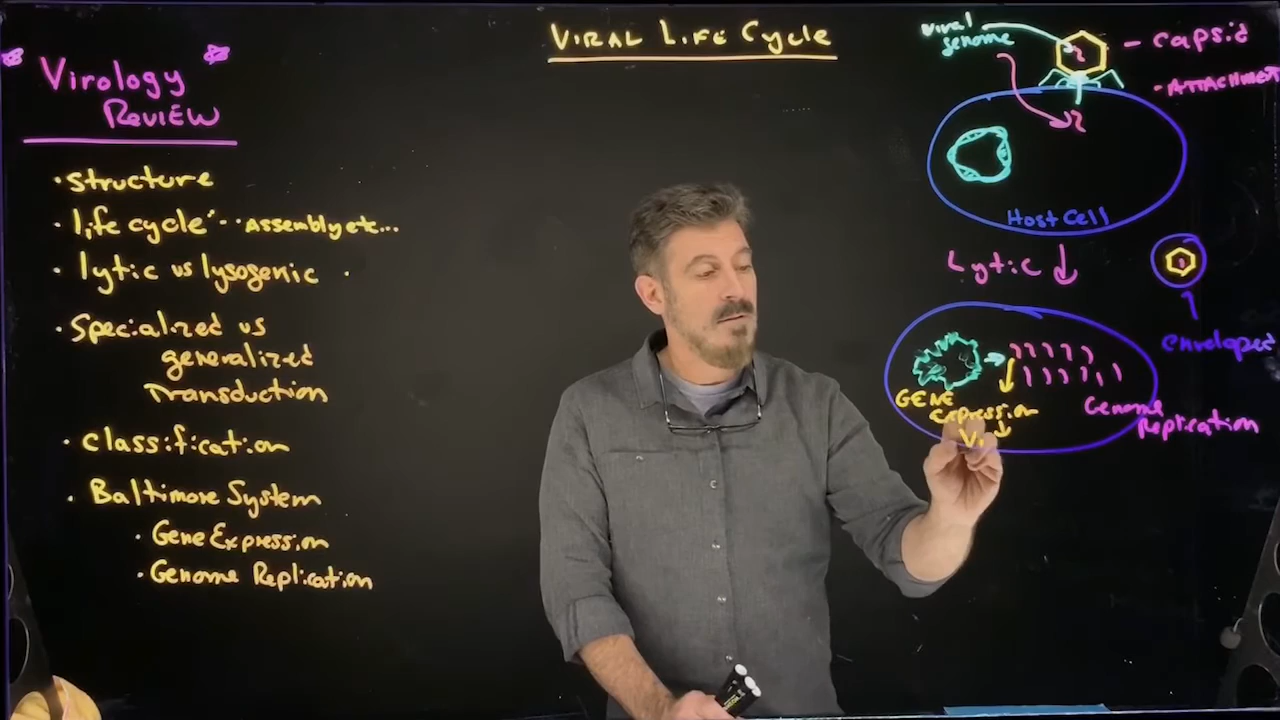 Virology
Review
• structure
• life cycle - - assembly etc...
• lytic vs lysogenic •
• Specialized vs
generalized
Transduction
• Classification
• Baltimore System
• Gene Expression
• Genome Replication
Viral Life Cycle
viral
genome
- capsid
- ATTACHMENT
Host Cell
Lytic
enveloped
GENE
Expression
Vi
Genome
Replication